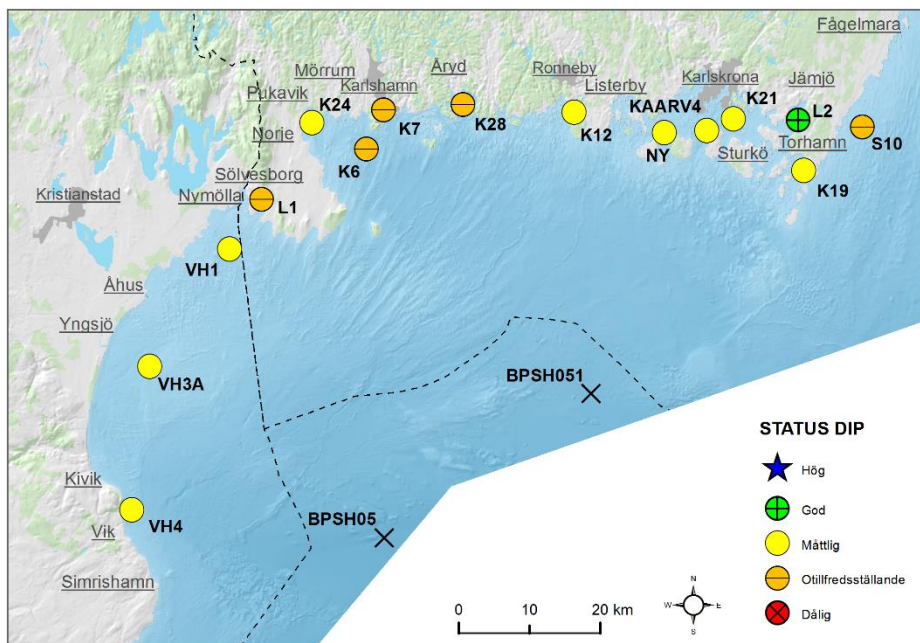 Fågelmara
Mörrum
Åryd
Ronneby
Karlskrona
Jämjö
Karlshamn
Pukavik
Listerby
K24
KAARV4
K21
K7
L2
K28
K12
Norje
NY
S10
Torhamn
Sturkö
K6
Sölvesborg
K19
Kristianstad
Nymölla
L1
VH1
Åhus
Yngsjö
VH3A
BPSH051
STATUS DIP
Hög
Kivik
God
VH4
BPSH05
Vik
Måttlig
Simrishamn
Otillfredsställande
N
W
E
S
0
10
20 km
Dålig